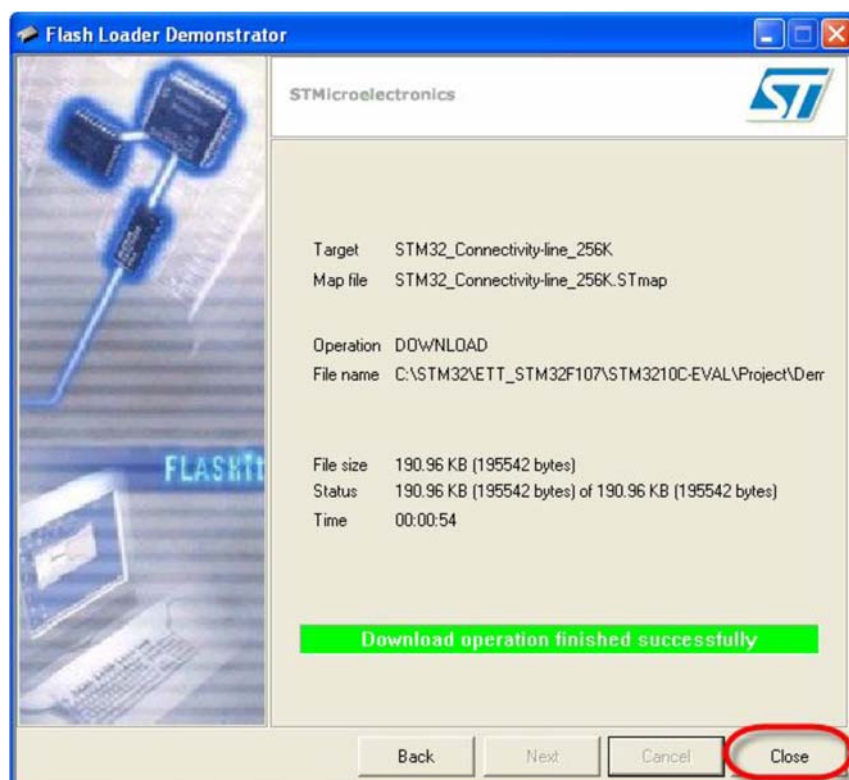 Flash Loader Demonstrator
STMicroelectronics
ST
Target STM32_Connectivity-line_256K
Map file STM32_Connectivity-line_256K.STmap
Operation DOWNLOAD
File name C:\STM32\ETT_STM32F107\STM3210C-EVAL\Project\Dem
FLASHIt
File size 190.96 KB (195542 bytes)
Status 190.96 KB (195542 bytes) of 190.96 KB (195542 bytes)
Time 00:00:54
Download operation finished successfully
Back Next Cancel Close